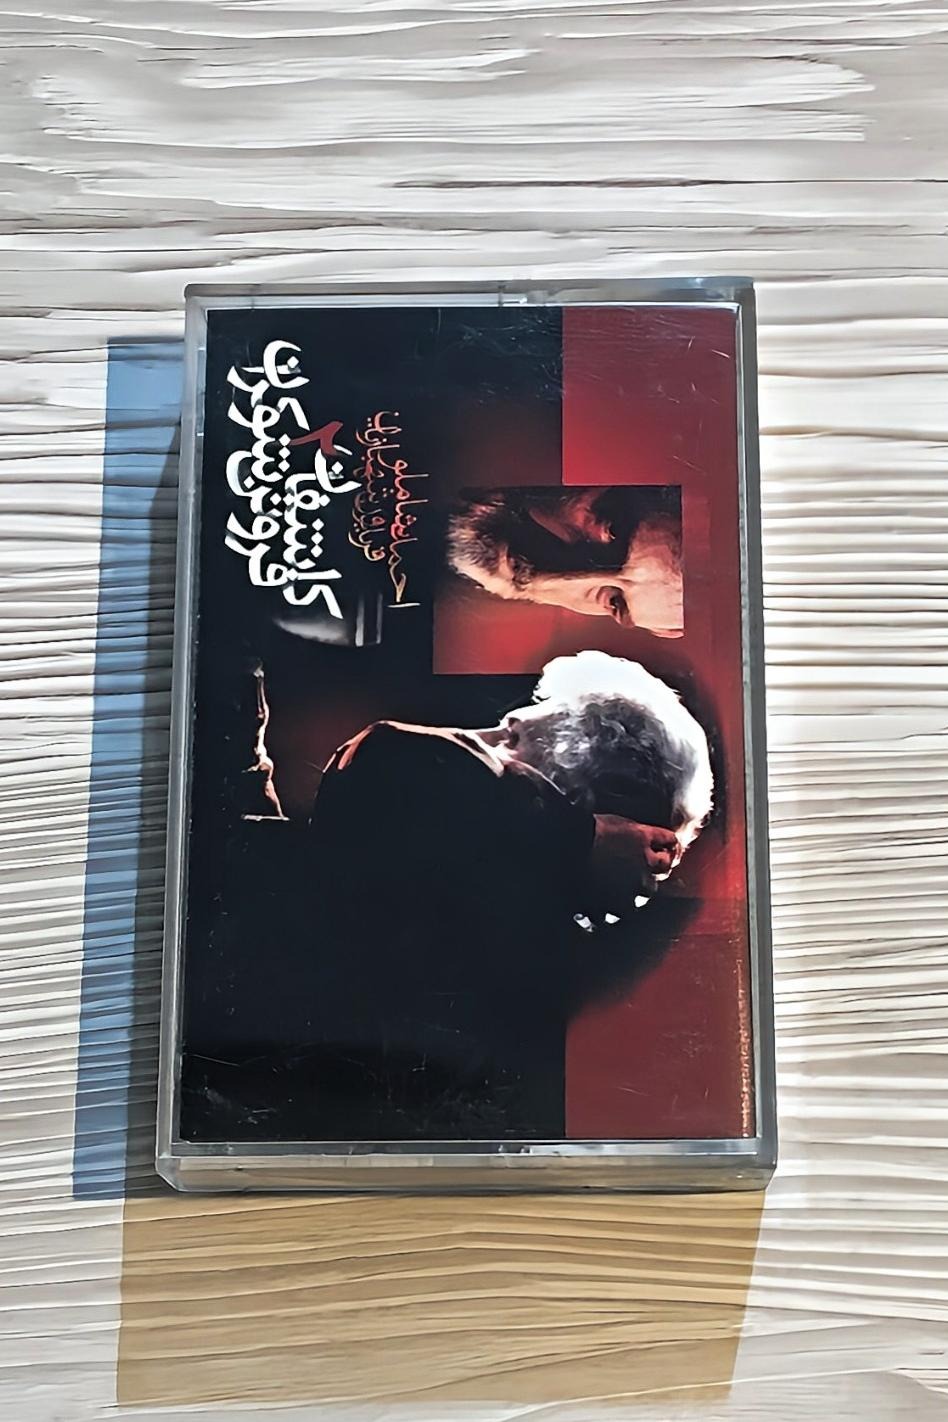 احمد شاملو
فریدون شهبازیان
کاشفان ۲
فروتن شوکران